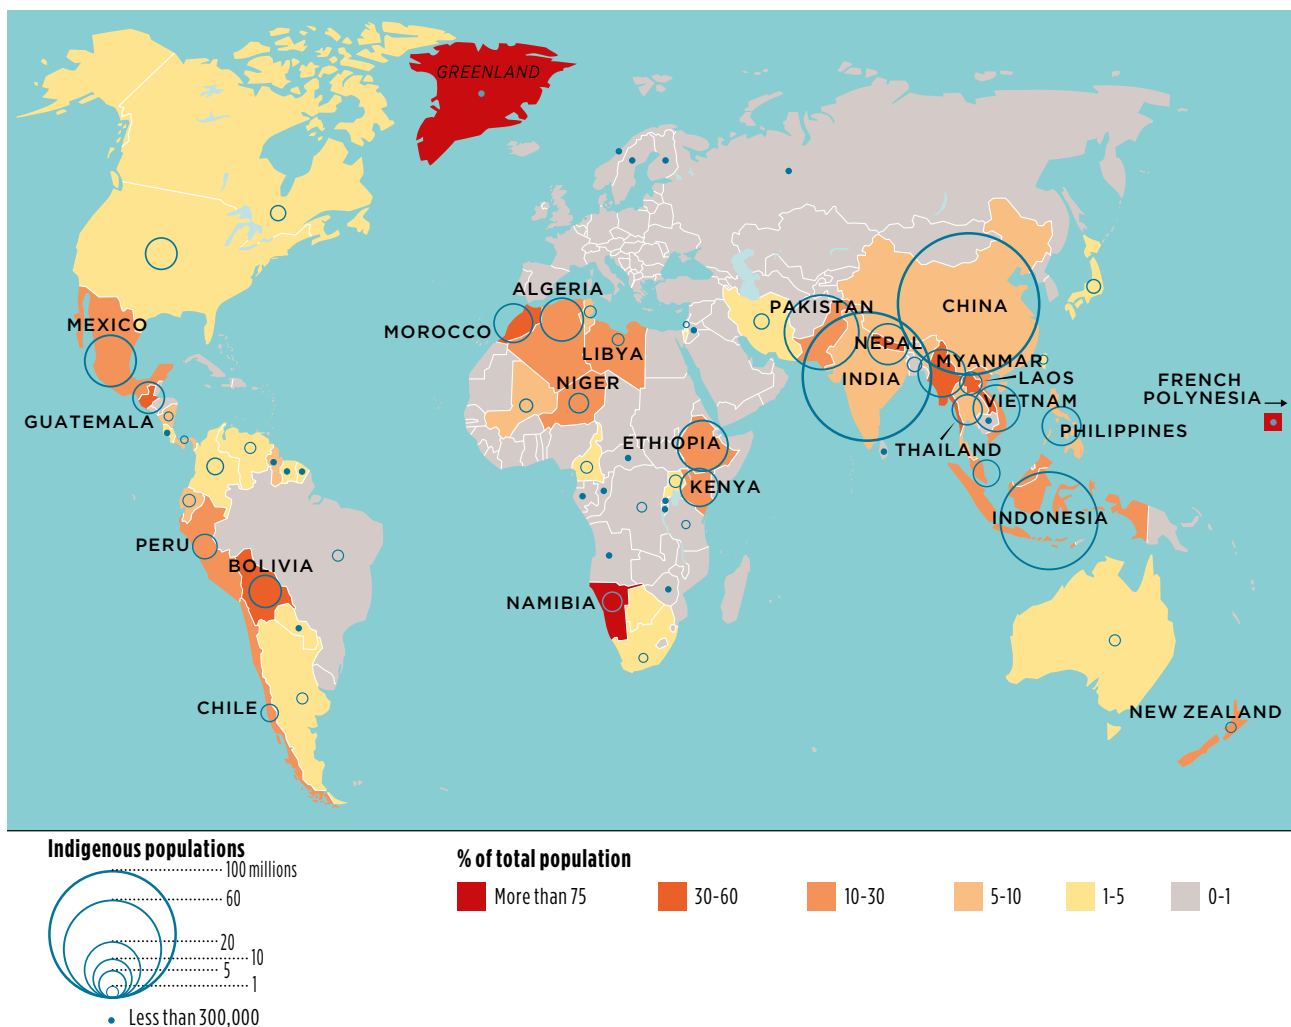 GREENLAND
ALGERIA
MOROCCO
LIBYA
NIGER
MEXICO
GUATEMALA
PAKISTAN
CHINA
NEPAL
MYANMAR
INDIA
LAOS
VIETNAM
FRENCH
POLYNESIA
PHILIPPINES
THAILAND
ETHIOPIA
KENYA
INDONESIA
PERU
BOLIVIA
NAMIBIA
CHILE
NEW ZEALAND
Indigenous populations
100 millions
60
20
10
5
1
Less than 300,000
% of total population
More than 75
30-60
10-30
5-10
1-5
0-1